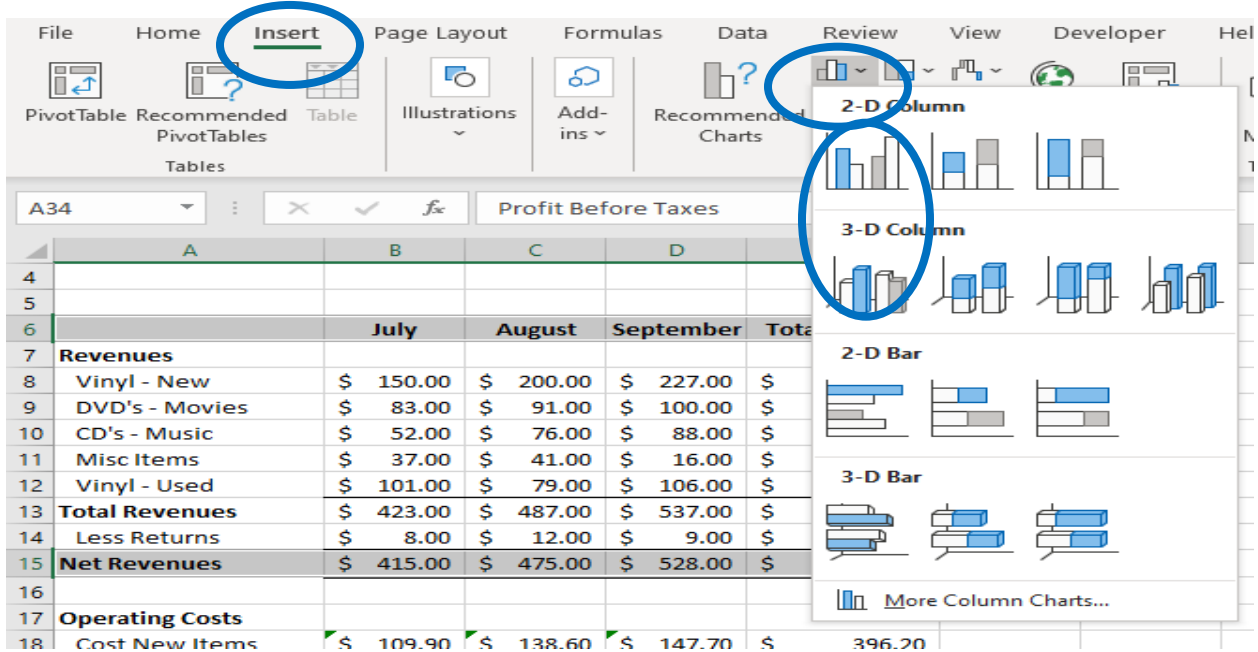 File Home Insert Page Layout Formulas Data Review View Developer Hel
PivotTable Recommended PivotTables Table Illustrations Add-ins Recommended Charts
Tables
A34 fx Profit Before Taxes
A B C D
4
5
6 July August September Tota
7 Revenues
8 Vinyl - New $ 150.00 $ 200.00 $ 227.00 $
9 DVD's - Movies $ 83.00 $ 91.00 $ 100.00 $
10 CD's - Music $ 52.00 $ 76.00 $ 88.00 $
11 Misc Items $ 37.00 $ 41.00 $ 16.00 $
12 Vinyl - Used $ 101.00 $ 79.00 $ 106.00 $
13 Total Revenues $ 423.00 $ 487.00 $ 537.00 $
14 Less Returns $ 8.00 $ 12.00 $ 9.00 $
15 Net Revenues $ 415.00 $ 475.00 $ 528.00 $
16
17 Operating Costs
18 Cost New Items $ 109.90 $ 138.60 $ 147.70 $ 396.20
2-D Column
3-D Column
2-D Bar
3-D Bar
More Column Charts...